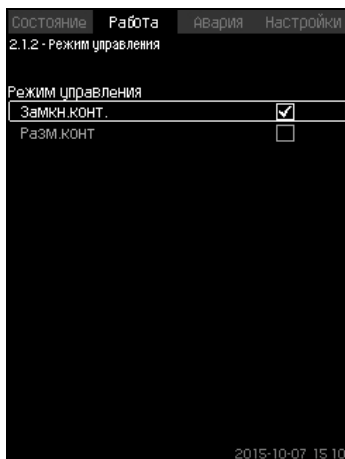 Состояние Работа Авария Настройки
2.1.2 - Режим управления
Режим управления
Замкн.конт.
Разм.конт
2015-10-07 15:10